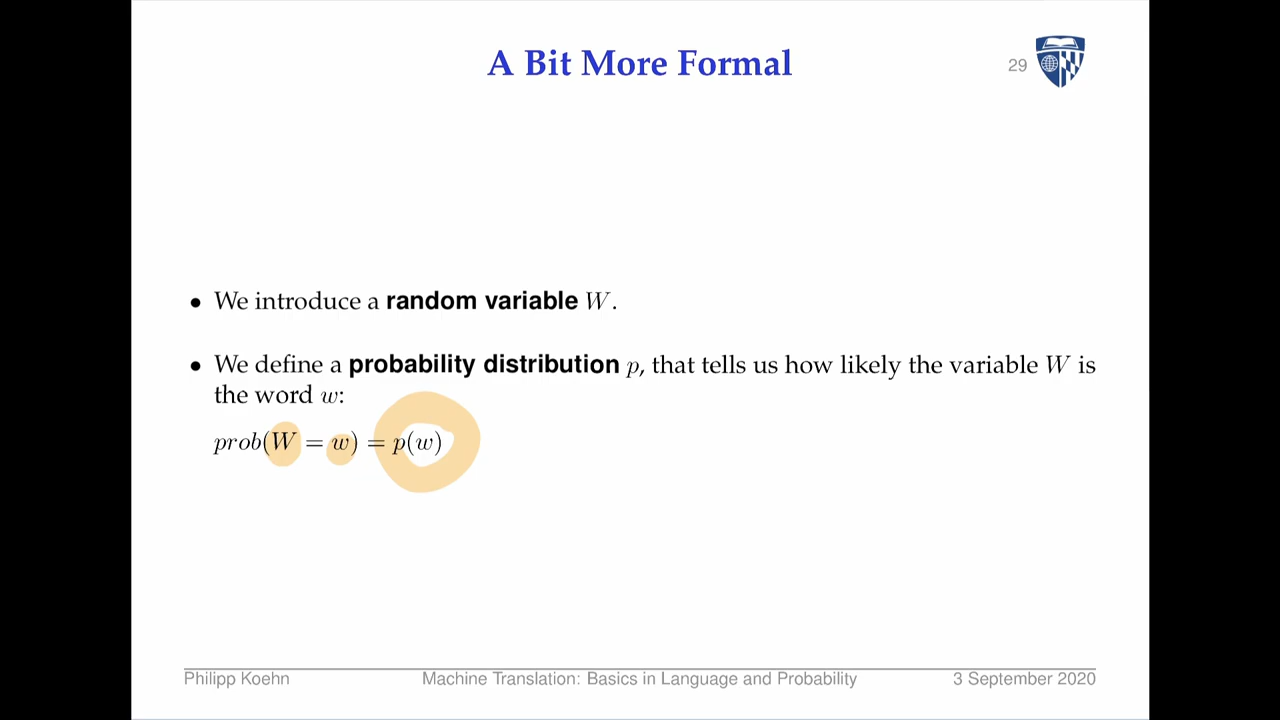 A Bit More Formal
29
• We introduce a random variable W.
• We define a probability distribution p, that tells us how likely the variable W is
the word w:
prob(W = w) = p(w)
Philipp Koehn Machine Translation: Basics in Language and Probability 3 September 2020